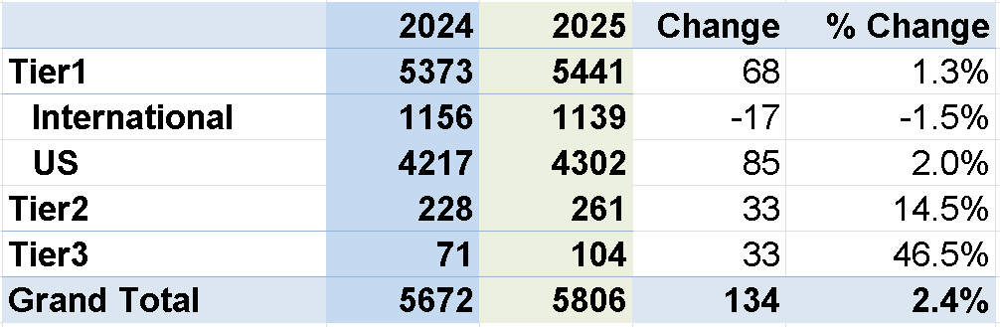 2024 2025 Change % Change
Tier1 5373 5441 68 1.3%
International 1156 1139 -17 -1.5%
US 4217 4302 85 2.0%
Tier2 228 261 33 14.5%
Tier3 71 104 33 46.5%
Grand Total 5672 5806 134 2.4%